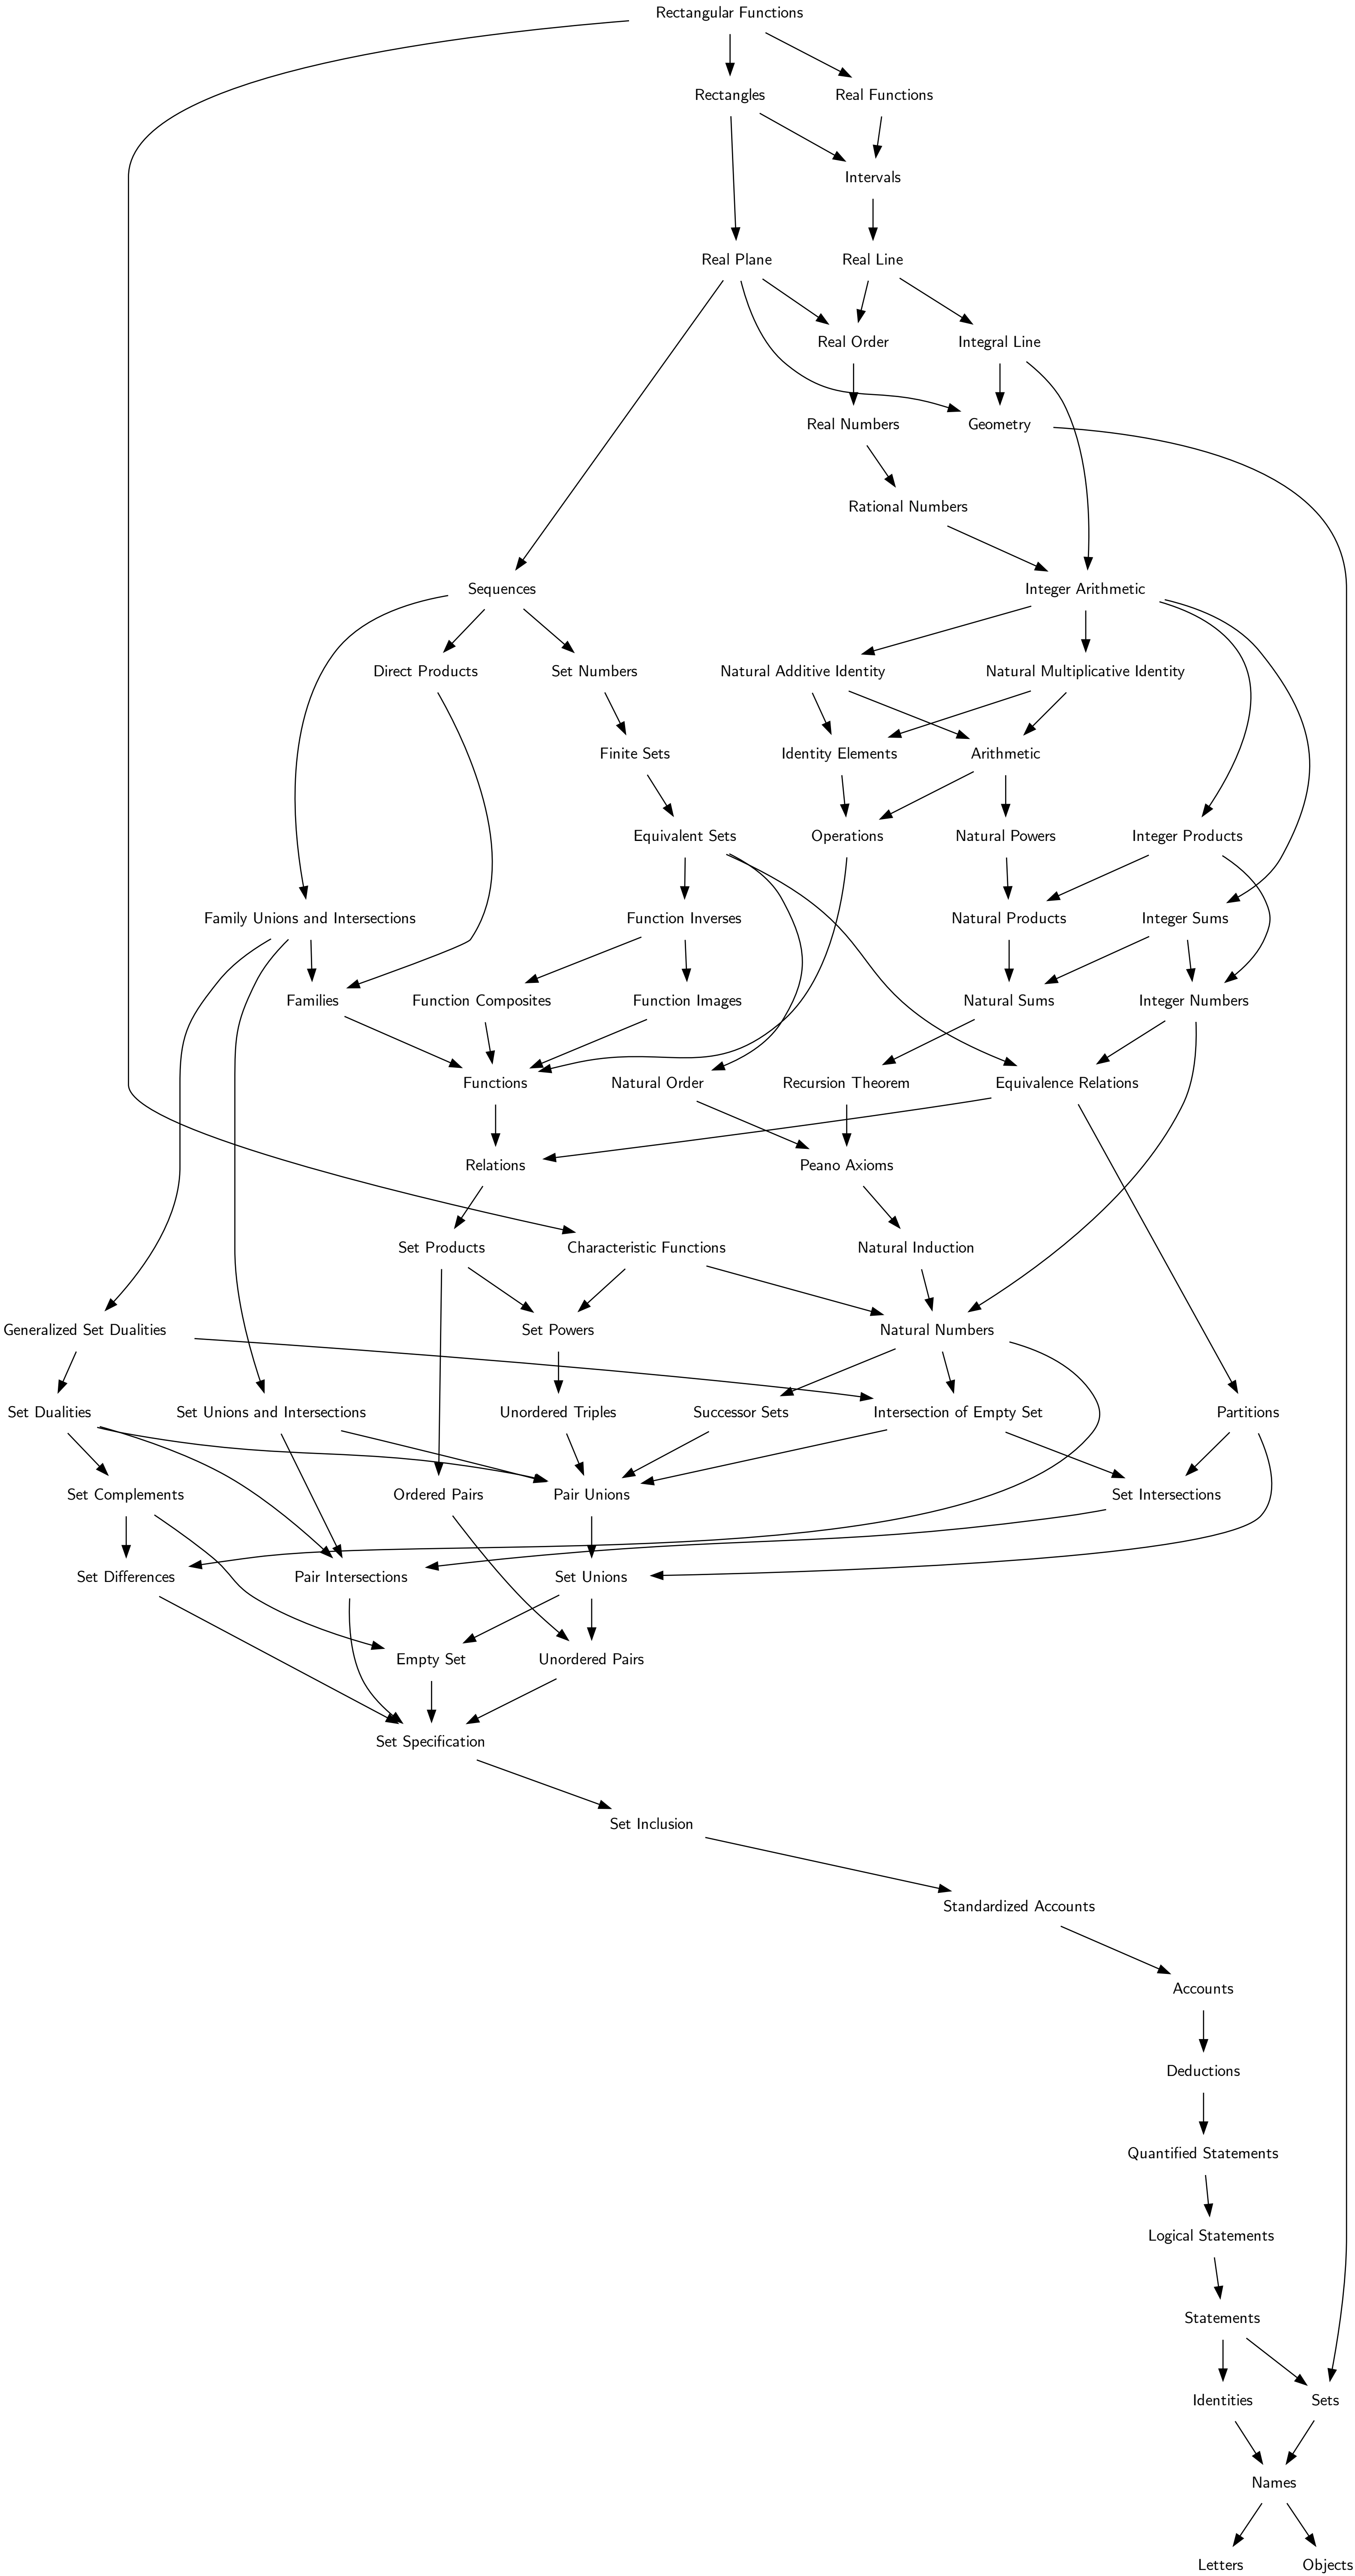 Rectangular Functions
Rectangles
Real Functions
Intervals
Real Plane
Real Line
Real Order
Integral Line
Real Numbers
Geometry
Rational Numbers
Sequences
Integer Arithmetic
Direct Products
Set Numbers
Natural Additive Identity
Natural Multiplicative Identity
Finite Sets
Identity Elements
Arithmetic
Equivalent Sets
Operations
Natural Powers
Integer Products
Family Unions and Intersections
Function Inverses
Natural Products
Integer Sums
Families
Function Composites
Function Images
Natural Sums
Integer Numbers
Functions
Natural Order
Recursion Theorem
Equivalence Relations
Relations
Peano Axioms
Set Products
Characteristic Functions
Natural Induction
Generalized Set Dualities
Set Powers
Natural Numbers
Set Dualities
Set Unions and Intersections
Unordered Triples
Successor Sets
Intersection of Empty Set
Partitions
Set Complements
Ordered Pairs
Pair Unions
Set Intersections
Set Differences
Pair Intersections
Set Unions
Empty Set
Unordered Pairs
Set Specification
Set Inclusion
Standardized Accounts
Accounts
Deductions
Quantified Statements
Logical Statements
Statements
Identities
Sets
Names
Letters
Objects